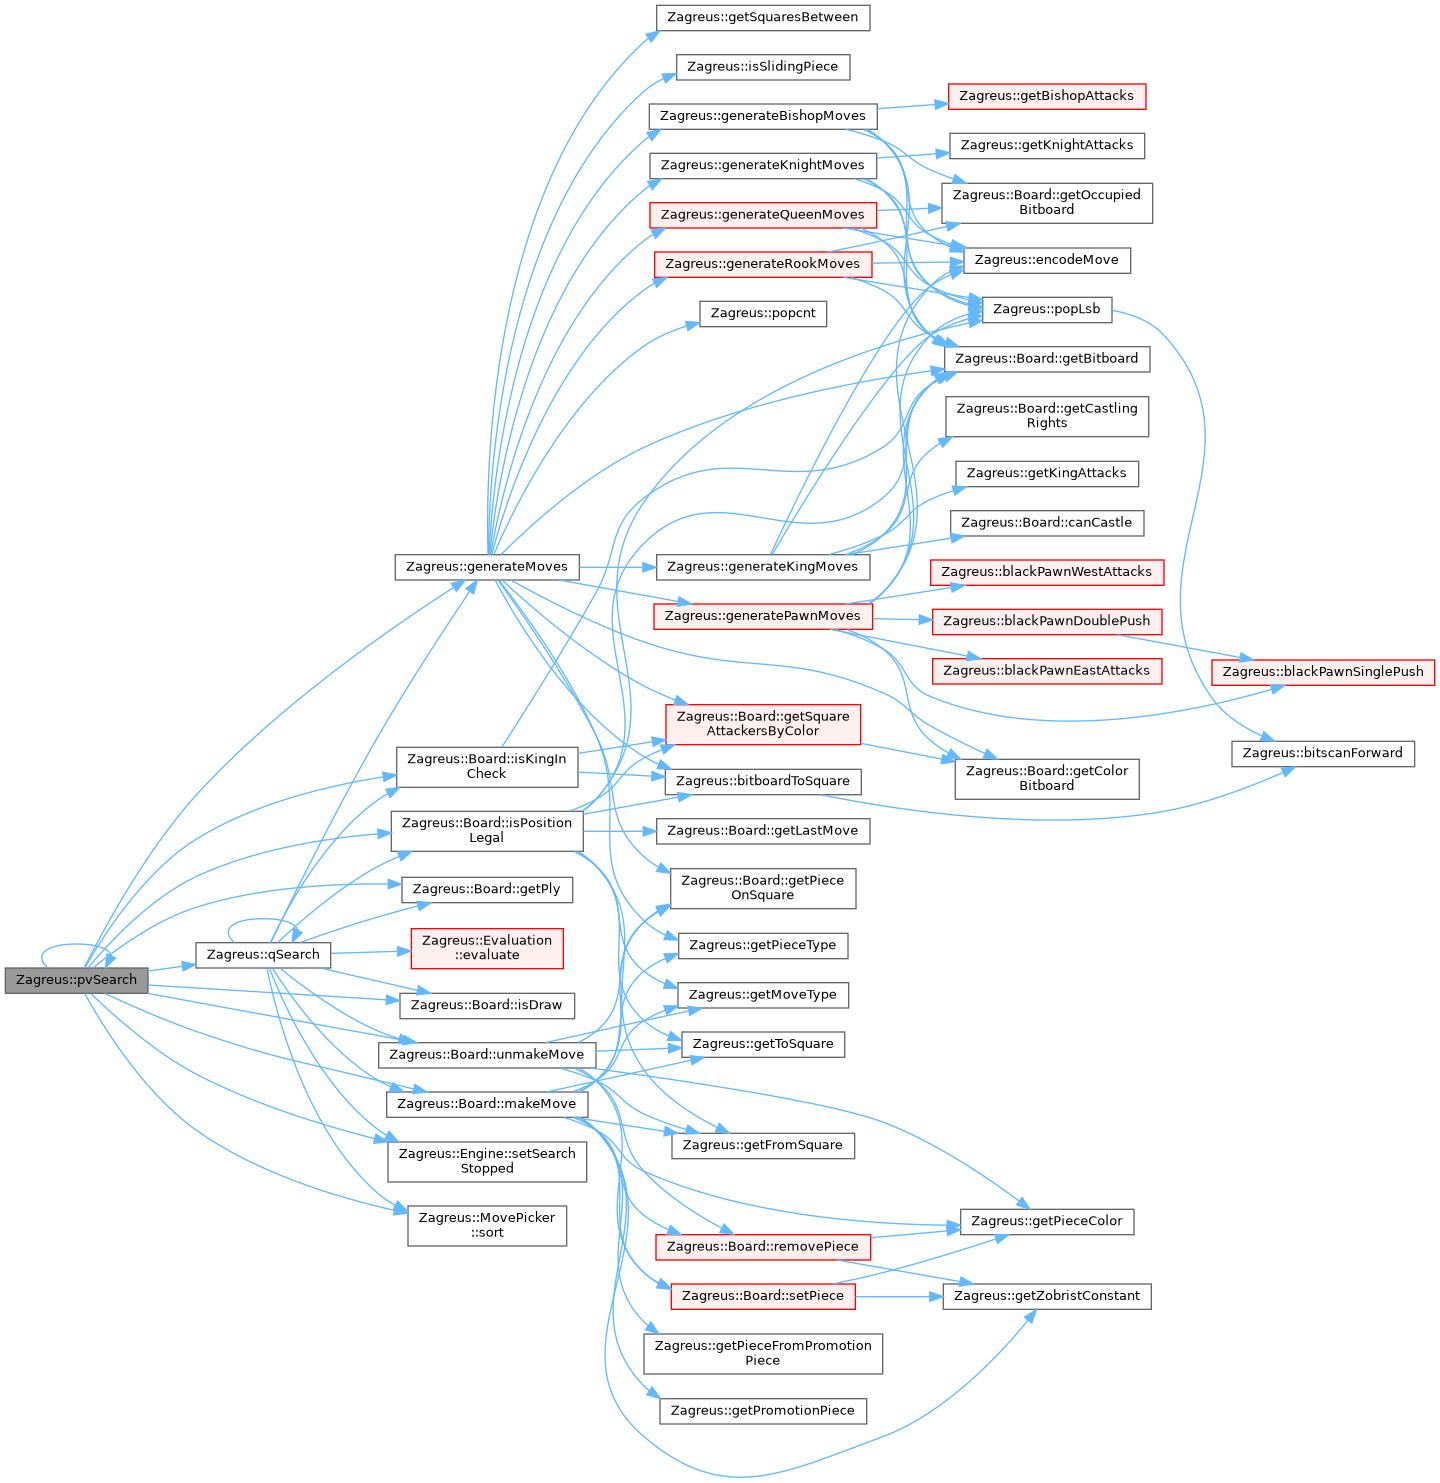 Zagreus::getSquaresBetween
Zagreus::isSlidingPiece
Zagreus::getBishopAttacks
Zagreus::generateBishopMoves
Zagreus::getKnightAttacks
Zagreus::generateKnightMoves
Zagreus::Board::getOccupied
Bitboard
Zagreus::generateQueenMoves
Zagreus::encodeMove
Zagreus::generateRookMoves
Zagreus::popLsb
Zagreus::popcnt
Zagreus::Board::getBitboard
Zagreus::Board::getCastling
Rights
Zagreus::getKingAttacks
Zagreus::Board::canCastle
Zagreus::generateMoves
Zagreus::generateKingMoves
Zagreus::blackPawnWestAttacks
Zagreus::generatePawnMoves
Zagreus::blackPawnDoublePush
Zagreus::blackPawnEastAttacks
Zagreus::blackPawnSinglePush
Zagreus::Board::getSquare
AttackersByColor
Zagreus::bitscanForward
Zagreus::Board::isKingIn
Check
Zagreus::bitboardToSquare
Zagreus::Board::getColor
Bitboard
Zagreus::Board::isPosition
Legal
Zagreus::Board::getLastMove
Zagreus::Board::getPly
Zagreus::Board::getPiece
OnSquare
Zagreus::Evaluation
::evaluate
Zagreus::getPieceType
Zagreus::qSearch
Zagreus::pvSearch
Zagreus::Board::isDraw
Zagreus::getMoveType
Zagreus::Board::unmakeMove
Zagreus::getToSquare
Zagreus::Board::makeMove
Zagreus::Engine::setSearch
Stopped
Zagreus::getFromSquare
Zagreus::MovePicker
::sort
Zagreus::getPieceColor
Zagreus::Board::removePiece
Zagreus::Board::setPiece
Zagreus::getZobristConstant
Zagreus::getPieceFromPromotion
Piece
Zagreus::getPromotionPiece